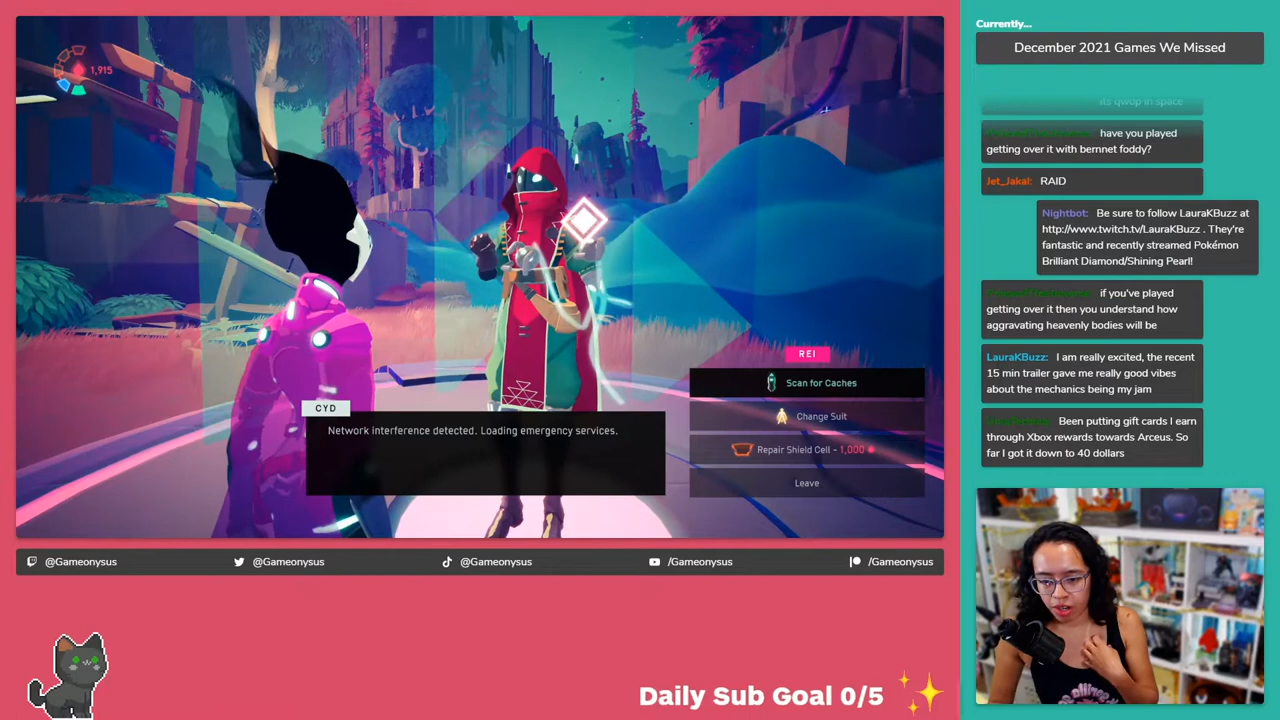 1,915
REI
Scan for Caches
Change Suit
Repair Shield Cell - 1,000
Leave
CYD
Network interference detected. Loading emergency services.
@Gameonysus
@Gameonysus
@Gameonysus
/Gameonysus
/Gameonysus
Daily Sub Goal 0/5
Currently...
December 2021 Games We Missed
its qwop in space
have you played
getting over it with bernnet foddy?
Jet_Jakal: RAID
Nightbot: Be sure to follow LauraKBuzz at
http://www.twitch.tv/LauraKBuzz . They're
fantastic and recently streamed Pokémon
Brilliant Diamond/Shining Pearl!
if you've played
getting over it then you understand how
aggravating heavenly bodies will be
LauraKBuzz: I am really excited, the recent
15 min trailer gave me really good vibes
about the mechanics being my jam
Been putting gift cards I earn
through Xbox rewards towards Arceus. So
far I got it down to 40 dollars